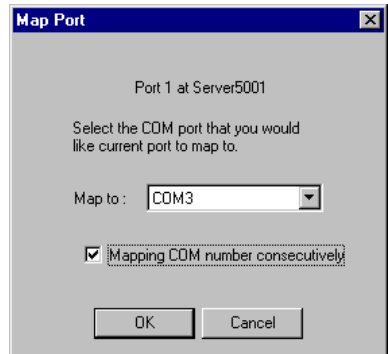 Map Port
Port 1 at Server5001
Select the COM port that you would
like current port to map to.
Map to : COM3
Mapping COM number consecutively
OK Cancel